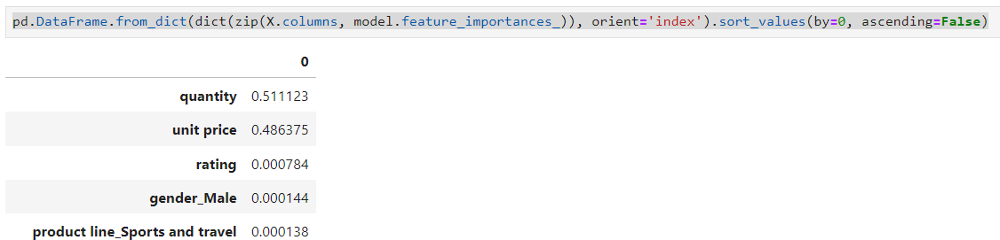 pd.DataFrame.from_dict(dict(zip(X.columns, model.feature_importances_)), orient='index').sort_values(by=0, ascending=False)
0
quantity 0.511123
unit price 0.486375
rating 0.000784
gender_Male 0.000144
product line_Sports and travel 0.000138